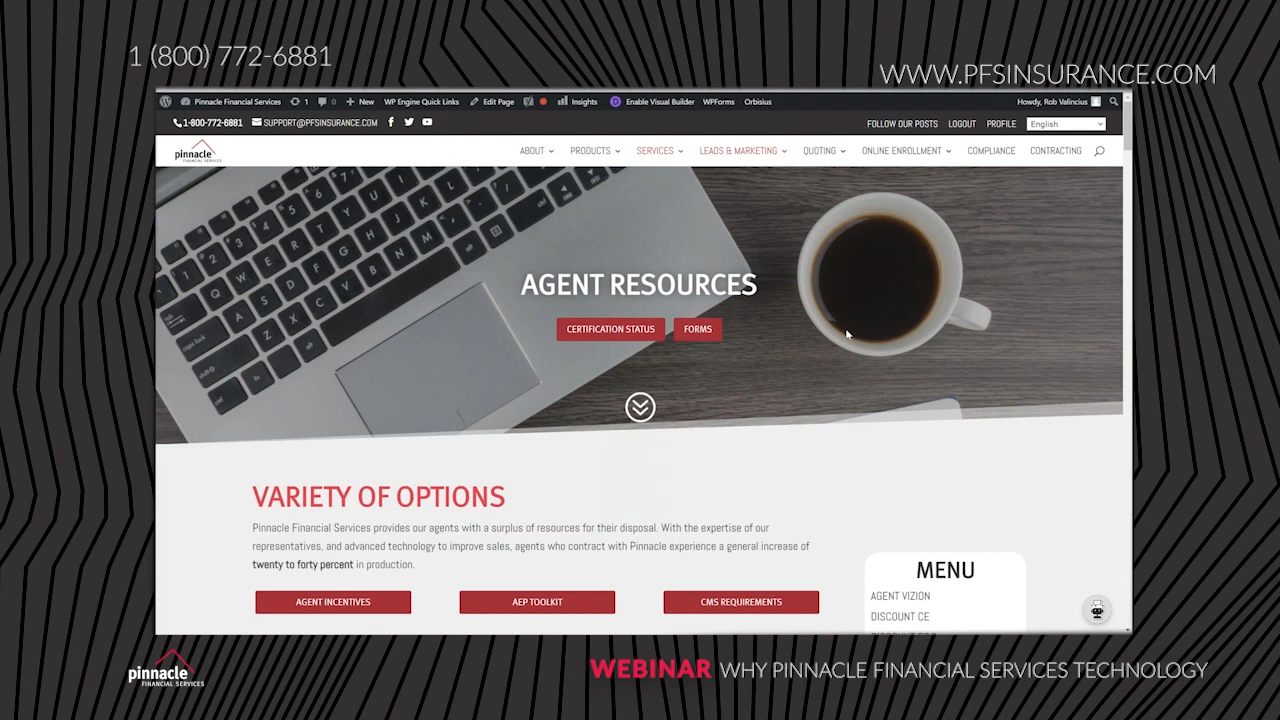 1 (800) 772-6881
WWW.PFSINSURANCE.COM
Pinnacle Financial Services 1 0 New WP Engine Quick Links Edit Page Insights D Enable Visual Builder WPForms Orbisius Howdy, Rob Valincius
1-800-772-6881 SUPPORT@PFSINSURANCE.COM FOLLOW OUR POSTS LOGOUT PROFILE English
pinnacle
FINANCIAL SERVICES
ABOUT PRODUCTS SERVICES LEADS & MARKETING QUOTING ONLINE ENROLLMENT COMPLIANCE CONTRACTING
AGENT RESOURCES
CERTIFICATION STATUS FORMS
VARIETY OF OPTIONS
Pinnacle Financial Services provides our agents with a surplus of resources for their disposal. With the expertise of our
representatives, and advanced technology to improve sales, agents who contract with Pinnacle experience a general increase of
twenty to forty percent in production.
AGENT INCENTIVES AEP TOOLKIT CMS REQUIREMENTS
MENU
AGENT VIZION
DISCOUNT CE
pinnacle
FINANCIAL SERVICES
WEBINAR WHY PINNACLE FINANCIAL SERVICES TECHNOLOGY